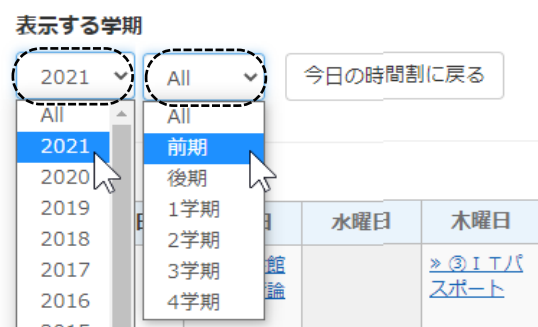 表示する学期
2021 All 今日の時間割に戻る
All All
2021 前期
2020 後期
2019 1学期
2018 2学期
2017 3学期
2016 4学期
水曜日 木曜日
館 » ③ＩＴパ
論 スポート